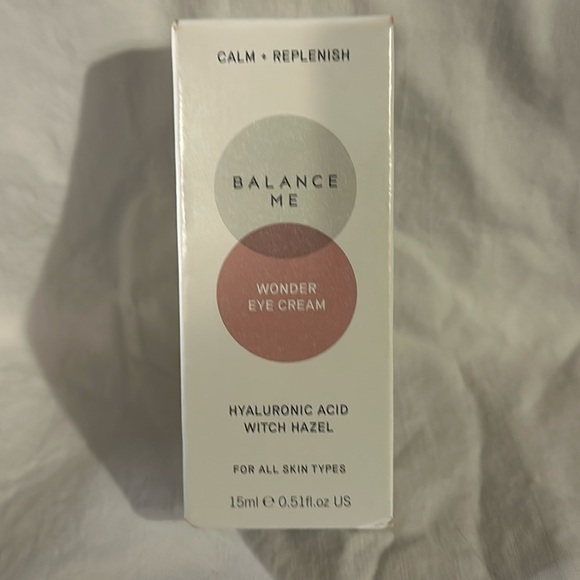 CALM + REPLENISH
BALANCE
ME
WONDER
EYE CREAM
HYALURONIC ACID
WITCH HAZEL
FOR ALL SKIN TYPES
15ml ℮ 0.51fl.oz US